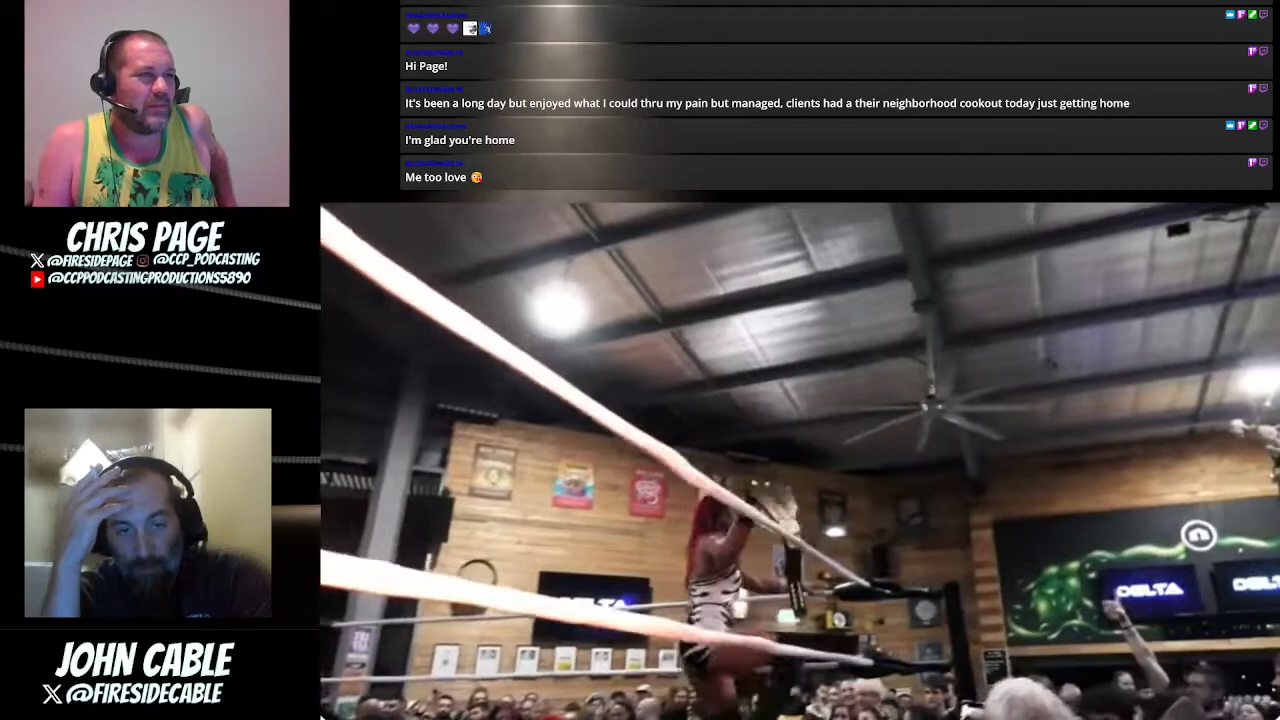 Hi Page!
It's been a long day but enjoyed what I could thru my pain but managed, clients had a their neighborhood cookout today just getting home
I'm glad you're home
Me too love
CHRIS PAGE
@FIRESIDEPAGE @CCP_PODCASTING
@CCPPODCASTINGPRODUCTIONS5890
DELTA
DELTA
JOHN CABLE
@FIRESIDECABLE